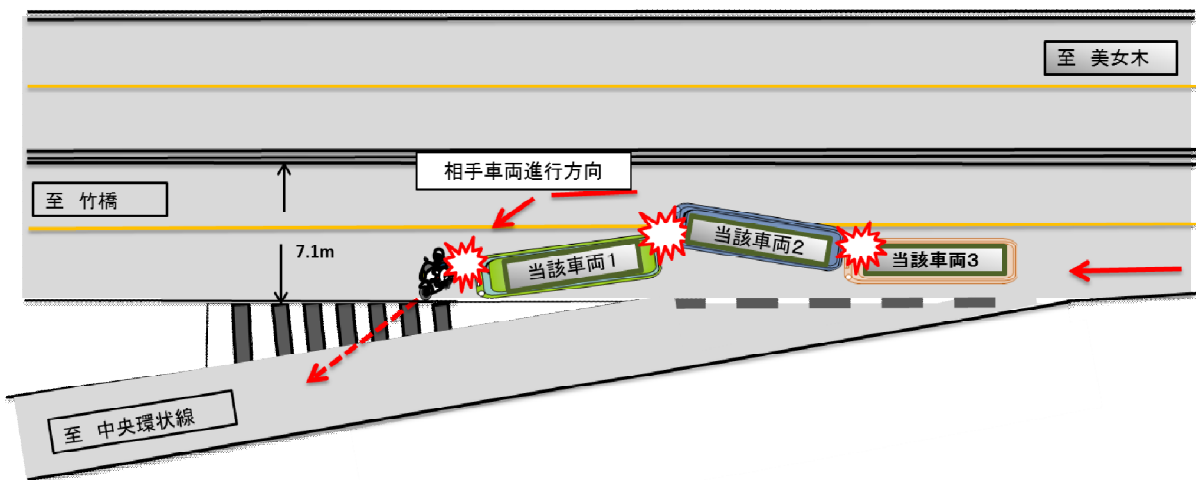 至 美女木
相手車両進行方向
至 竹橋
7.1m
当該車両1
当該車両2
当該車両3
至 中央環状線